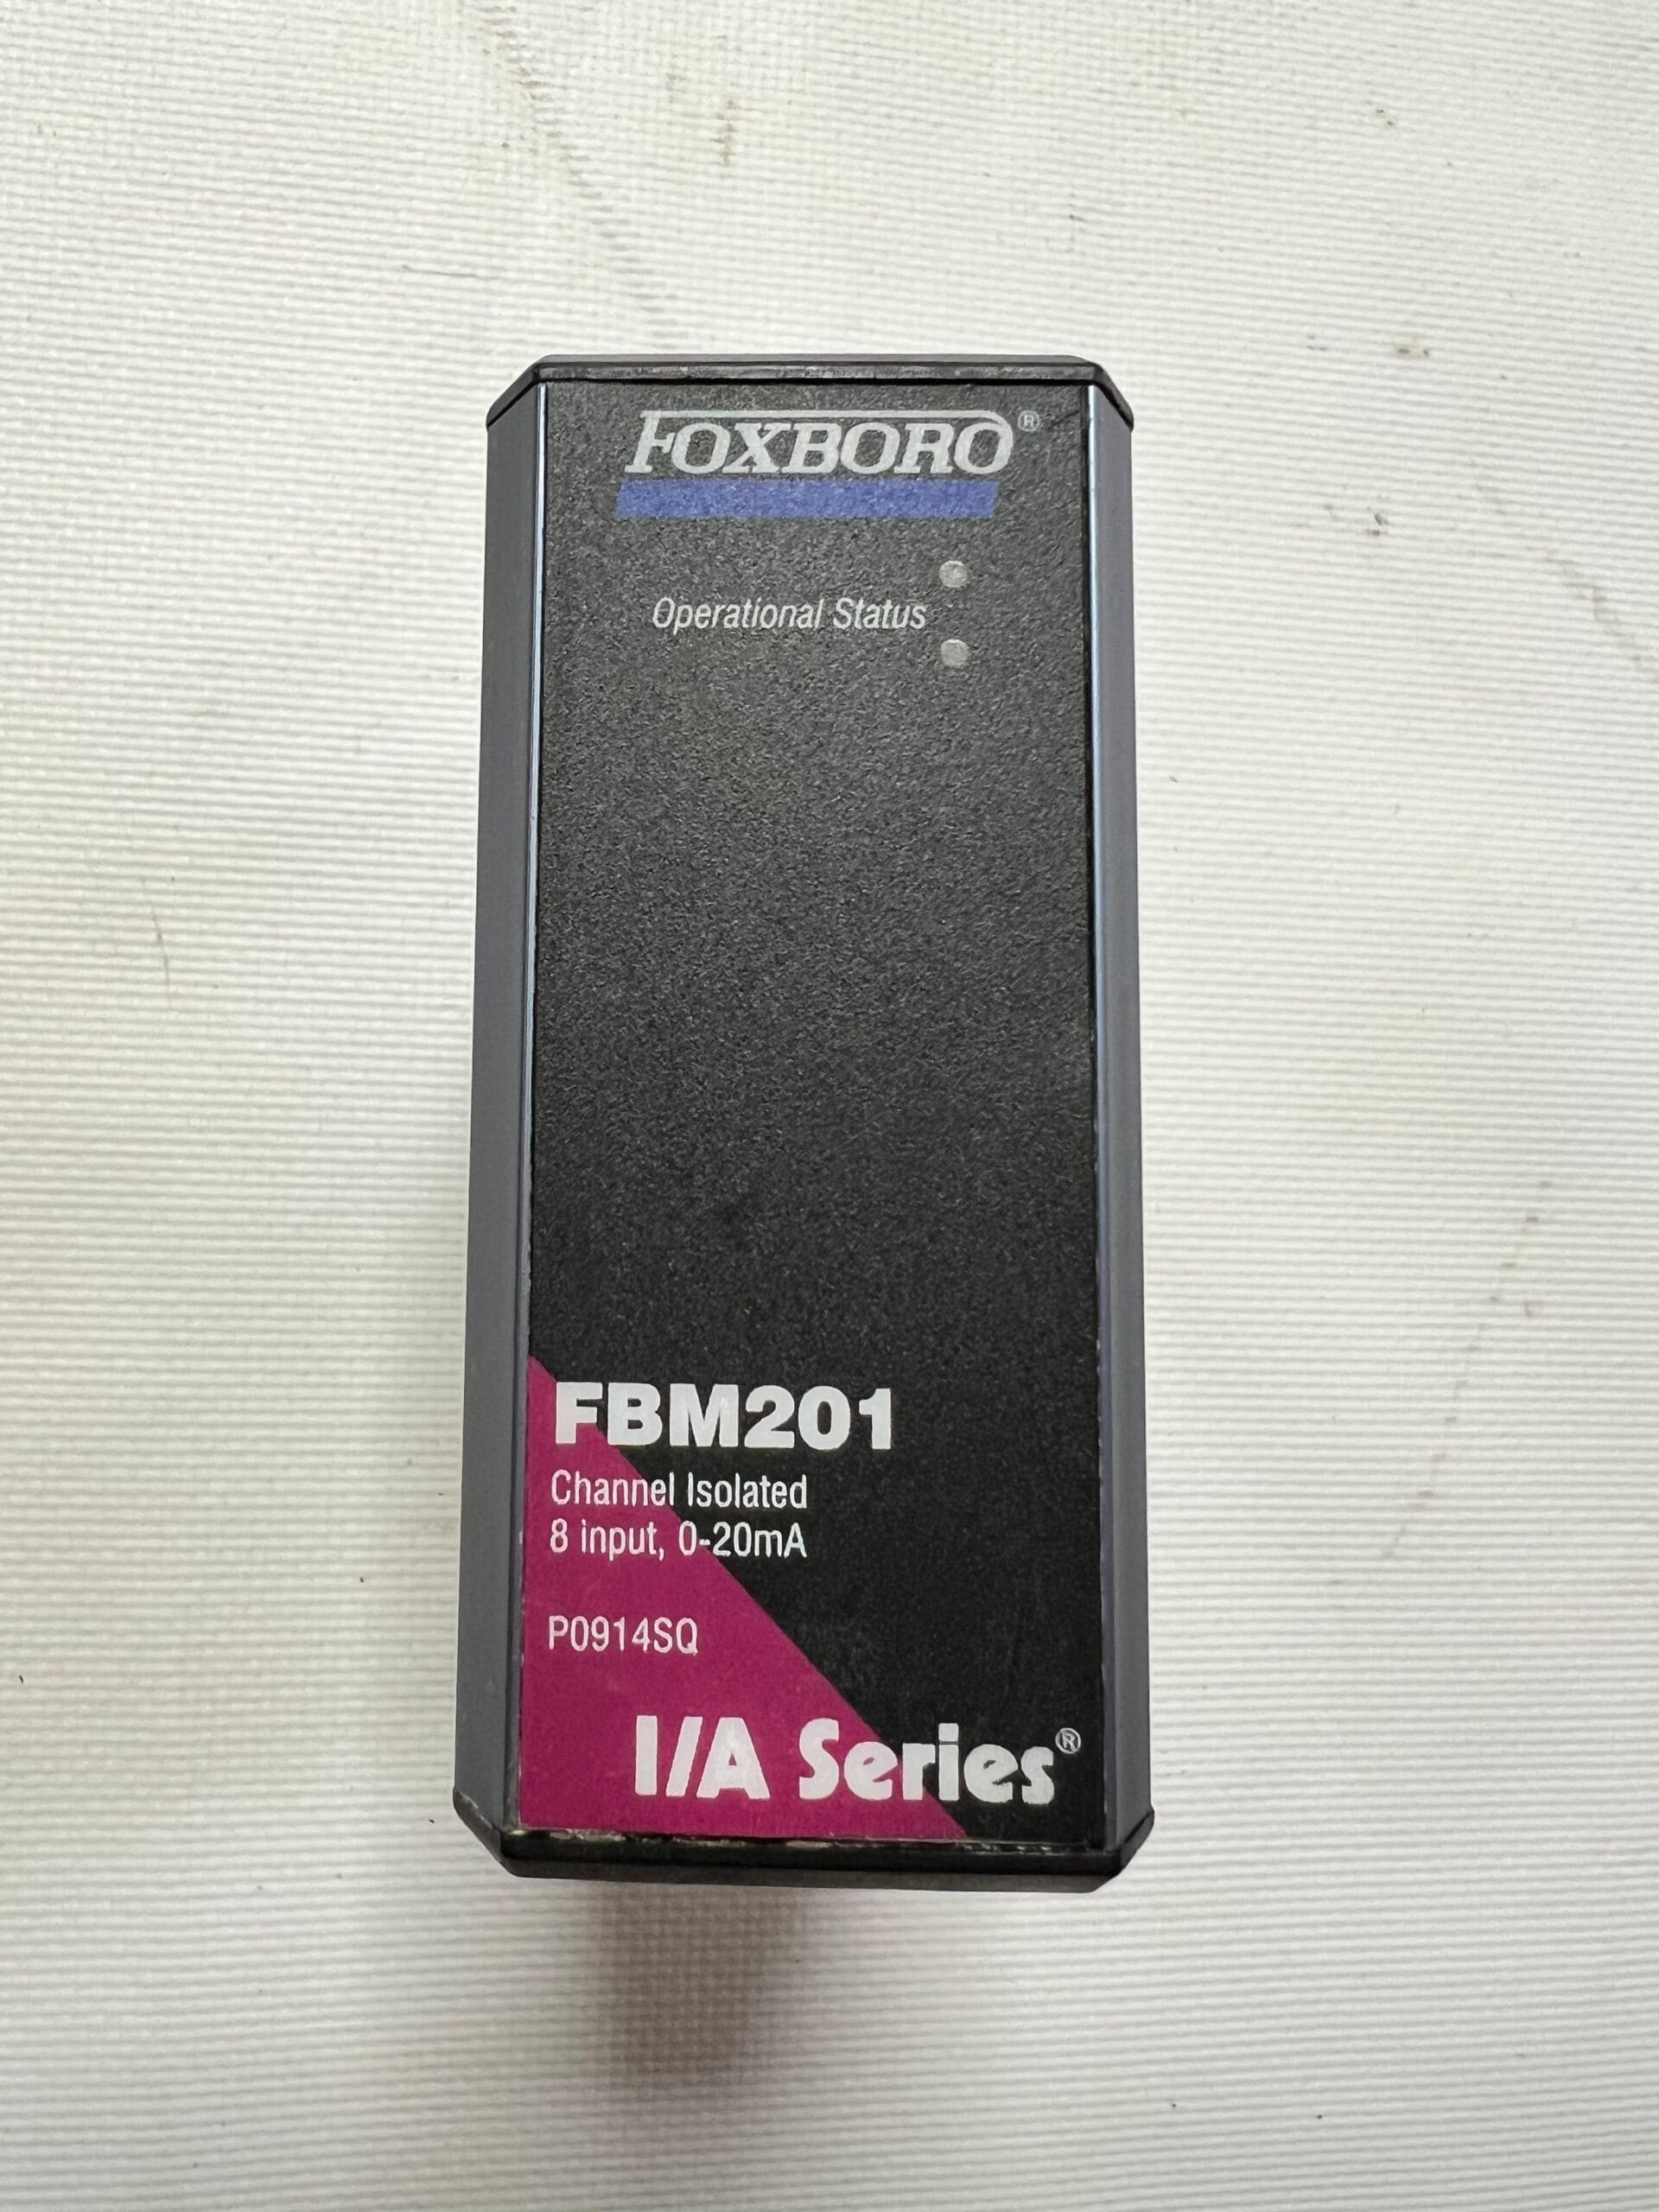 FOXBORO®
Operational Status
FBM201
Channel Isolated
8 input, 0-20mA
P0914SQ
I/A Series®